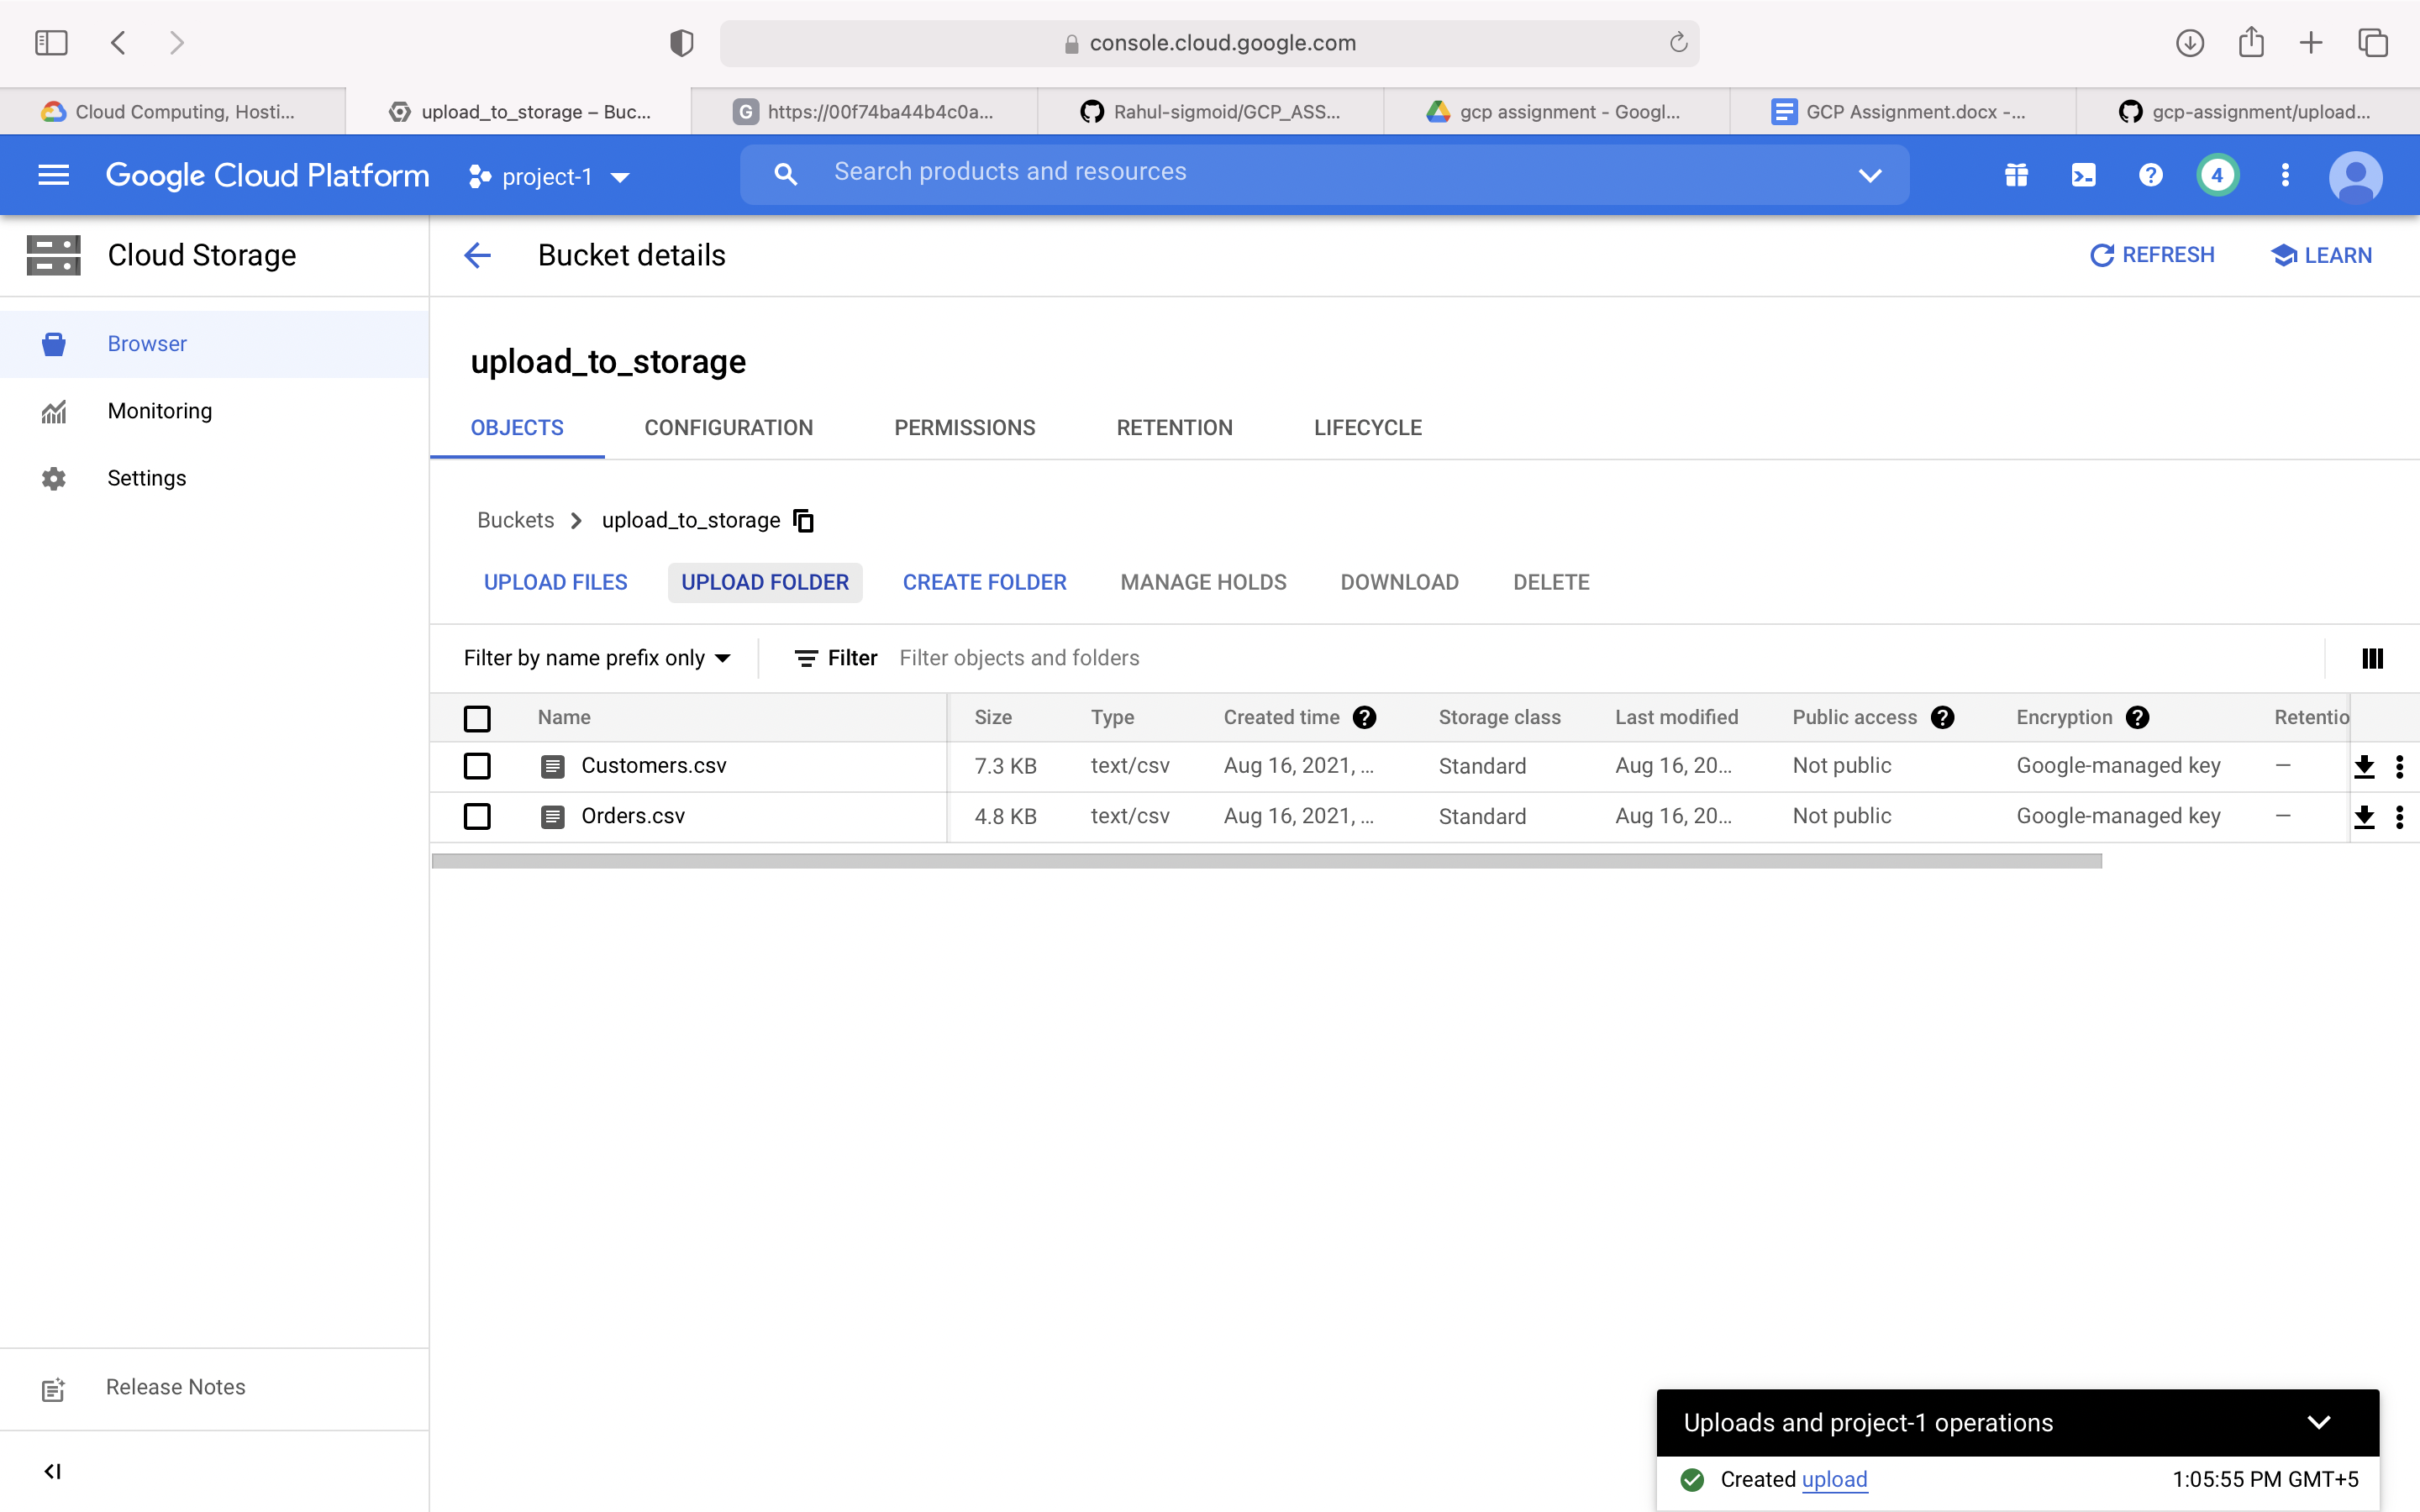 console.cloud.google.com
Cloud Computing, Hosti...
upload_to_storage – Buc...
G https://00f74ba44b4c0a...
Rahul-sigmoid/GCP_ASS...
gcp assignment - Googl...
GCP Assignment.docx -...
gcp-assignment/upload...
Google Cloud Platform
project-1
Search products and resources
4
Cloud Storage
Bucket details
REFRESH
LEARN
Browser
Monitoring
Settings
upload_to_storage
OBJECTS CONFIGURATION PERMISSIONS RETENTION LIFECYCLE
Buckets > upload_to_storage
UPLOAD FILES UPLOAD FOLDER CREATE FOLDER MANAGE HOLDS DOWNLOAD DELETE
Filter by name prefix only Filter Filter objects and folders
Name Size Type Created time Storage class Last modified Public access Encryption Retentio
Customers.csv 7.3 KB text/csv Aug 16, 2021, ... Standard Aug 16, 20... Not public Google-managed key —
Orders.csv 4.8 KB text/csv Aug 16, 2021, ... Standard Aug 16, 20... Not public Google-managed key —
Release Notes
Uploads and project-1 operations
Created upload 1:05:55 PM GMT+5